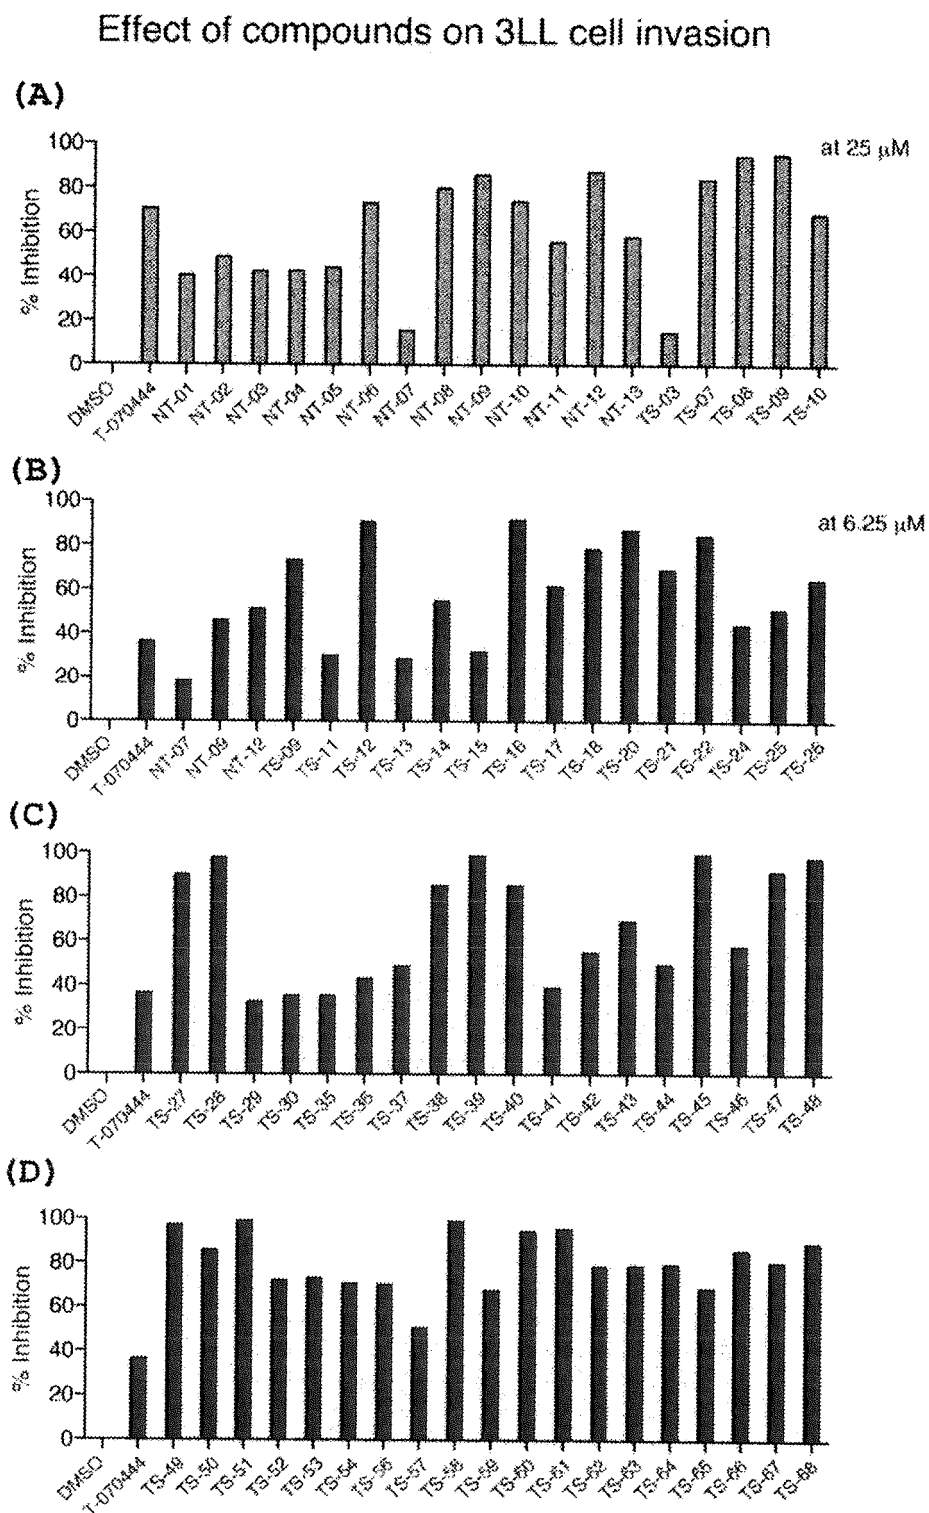 Effect of compounds on 3LL cell invasion
(A)
at 25 µM
% Inhibition
100
80
60
40
20
0
DMSO
T-070444
NT-01
NT-02
NT-03
NT-04
NT-05
NT-06
NT-07
NT-08
NT-09
NT-10
NT-11
NT-12
NT-13
TS-03
TS-07
TS-08
TS-09
TS-10
(B)
at 6.25 µM
% Inhibition
100
80
60
40
20
0
DMSO
T-070444
NT-07
NT-09
NT-12
TS-09
TS-11
TS-12
TS-13
TS-14
TS-15
TS-16
TS-17
TS-18
TS-20
TS-21
TS-22
TS-24
TS-25
TS-26
(C)
% Inhibition
100
80
60
40
20
0
DMSO
T-070444
TS-27
TS-28
TS-29
TS-30
TS-35
TS-36
TS-37
TS-38
TS-39
TS-40
TS-41
TS-42
TS-43
TS-44
TS-45
TS-46
TS-47
TS-48
(D)
% Inhibition
100
80
60
40
20
0
DMSO
T-070444
TS-49
TS-50
TS-51
TS-52
TS-53
TS-54
TS-56
TS-57
TS-58
TS-59
TS-60
TS-61
TS-62
TS-63
TS-64
TS-65
TS-66
TS-67
TS-68